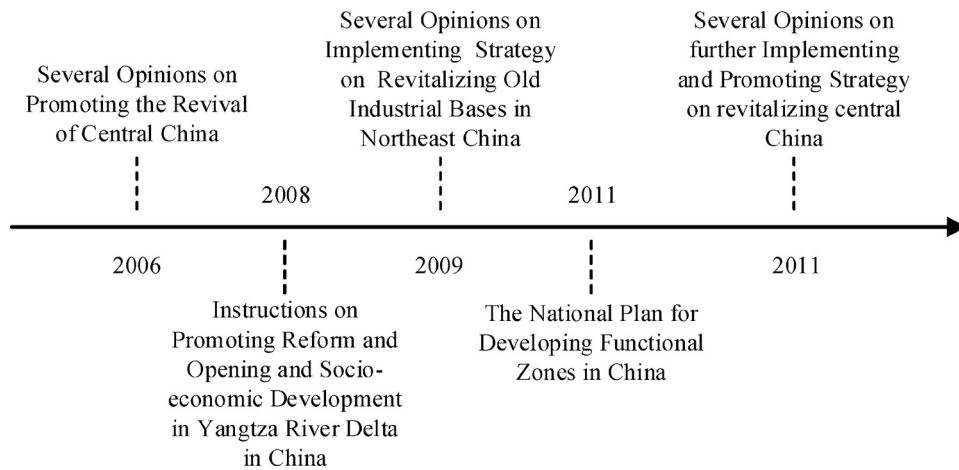 Several Opinions on
Promoting the Revival
of Central China
2006
2008
Instructions on
Promoting Reform and
Opening and Socio-
economic Development
in Yangtza River Delta
in China
Several Opinions on
Implementing Strategy
on Revitalizing Old
Industrial Bases in
Northeast China
2009
2011
The National Plan for
Developing Functional
Zones in China
Several Opinions on
further Implementing
and Promoting Strategy
on revitalizing central
China
2011